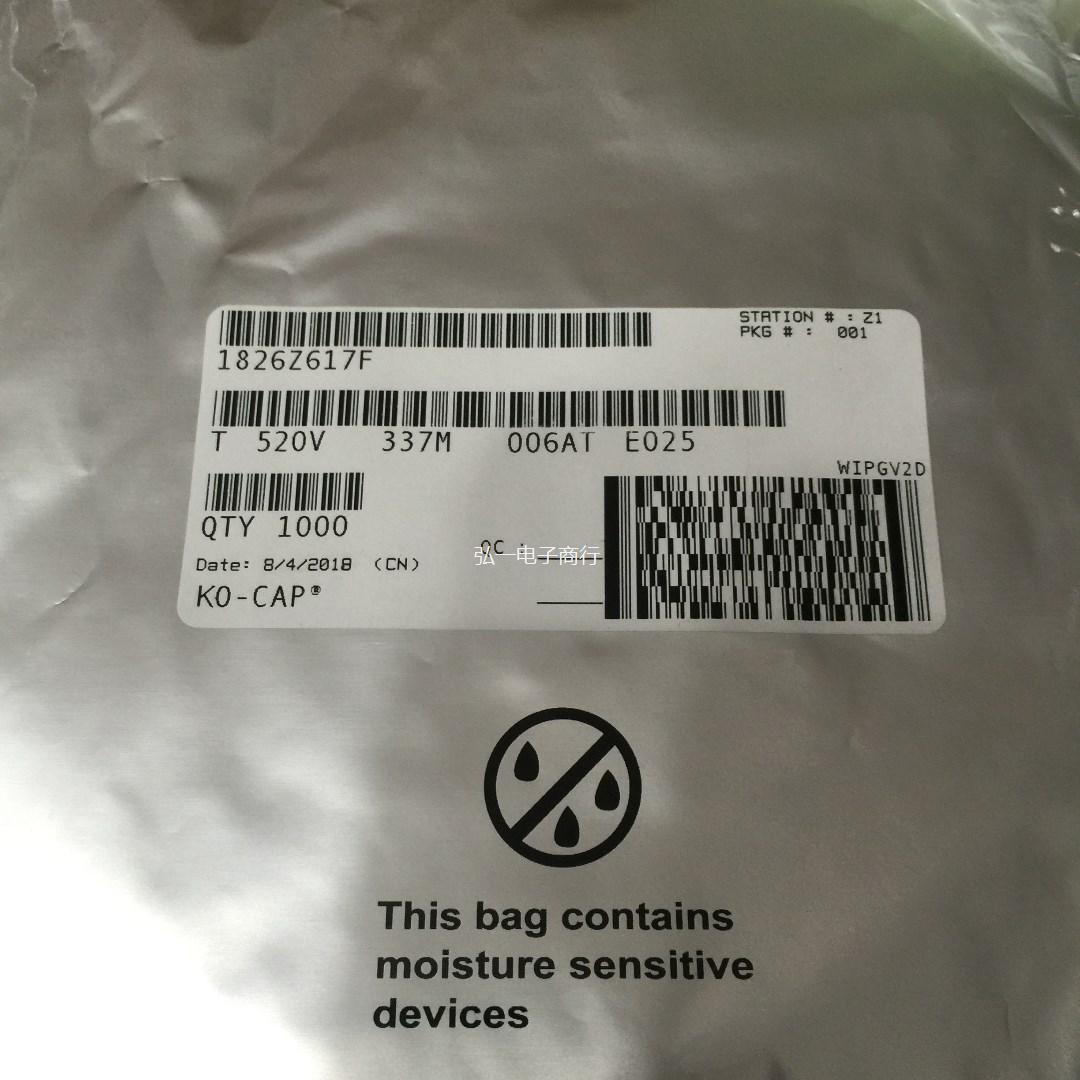 1826Z617F
STATION # : Z1
PKG # : 001
T 520V 337M 006AT E025
WIPGV2D
QTY 1000
QC :
弘一电子商行
Date: 8/4/2018 (CN)
KO-CAP®
This bag contains
moisture sensitive
devices